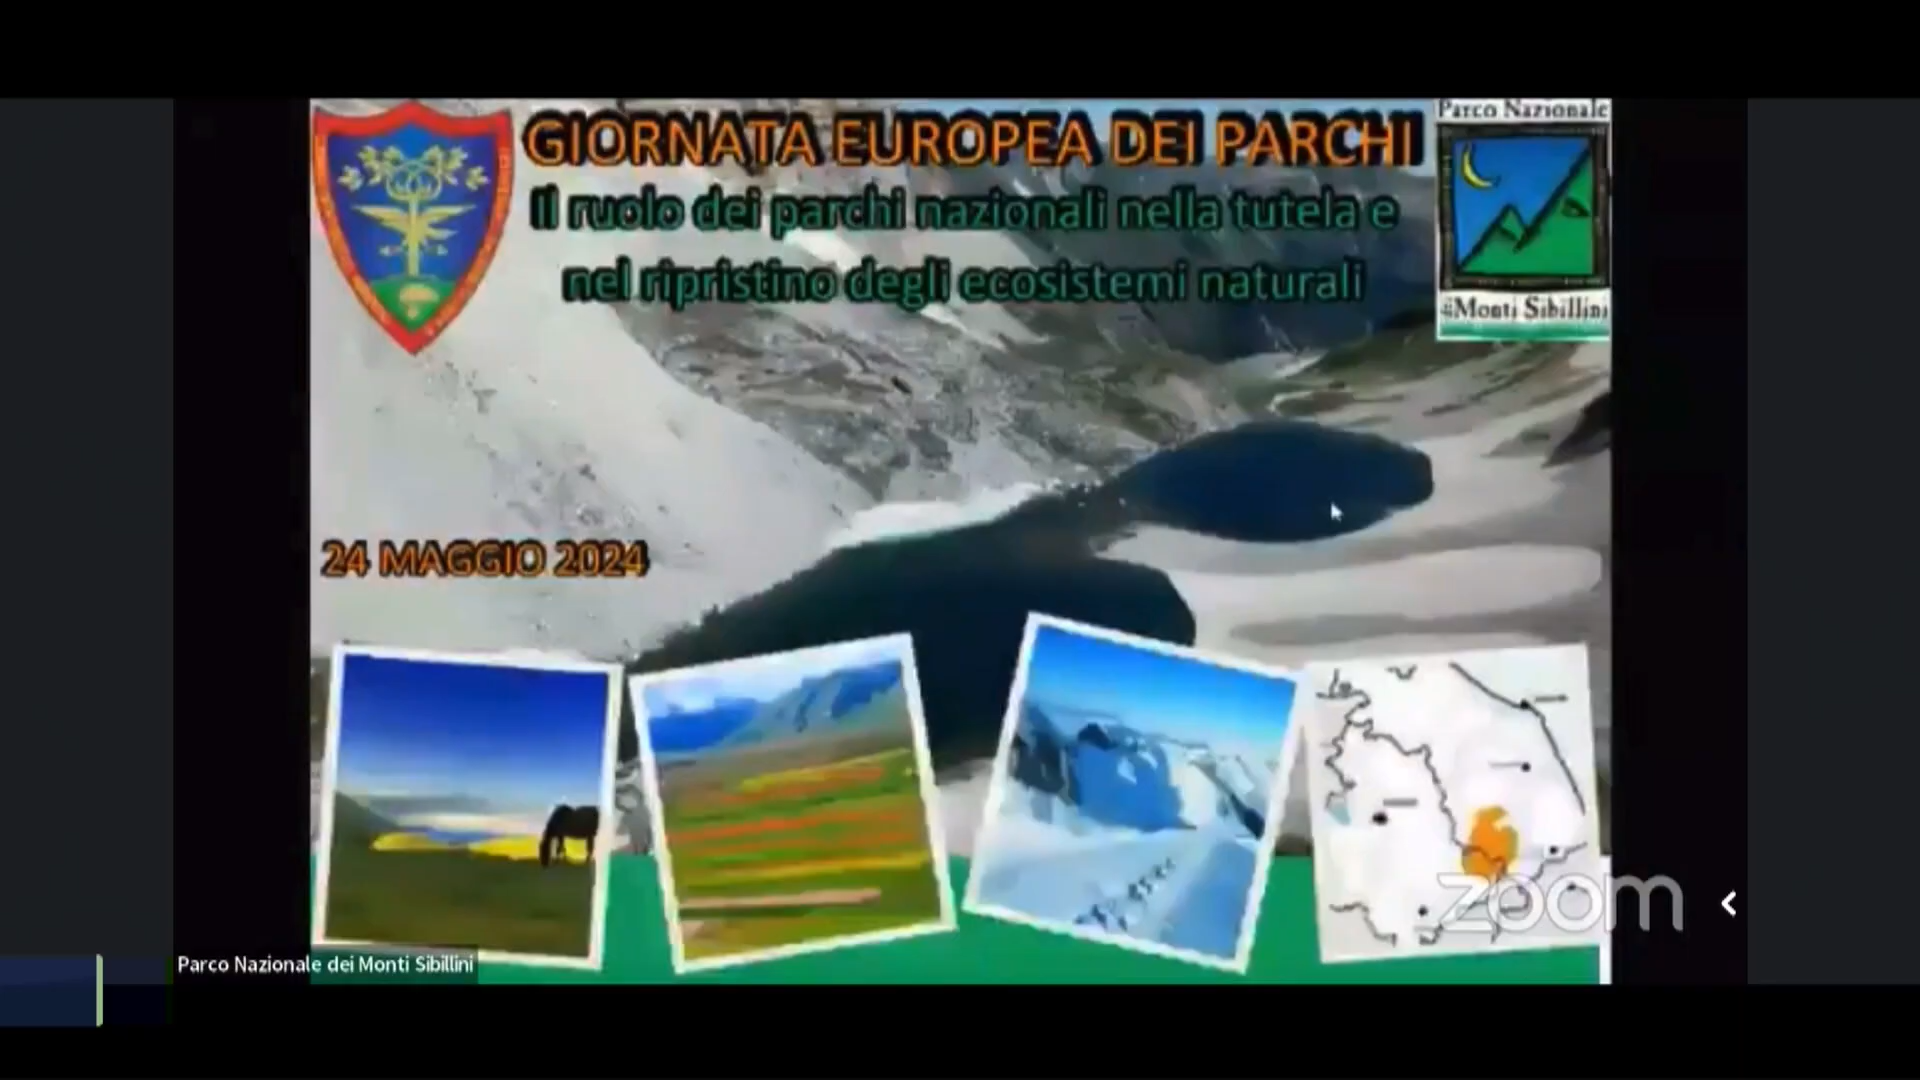 GIORNATA EUROPEA DEI PARCHI
Il ruolo dei parchi nazionali nella tutela e
nel ripristino degli ecosistemi naturali
Parco Nazionale
dei Monti Sibillini
24 MAGGIO 2024
zoom
Parco Nazionale dei Monti Sibillini